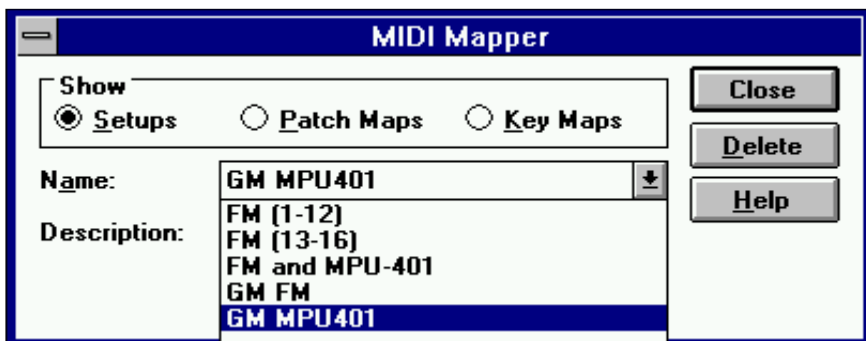 MIDI Mapper
Show
Setups Patch Maps Key Maps
Close
Delete
Name: GM MPU401
Help
Description:
FM (1-12)
FM (13-16)
FM and MPU-401
GM FM
GM MPU401